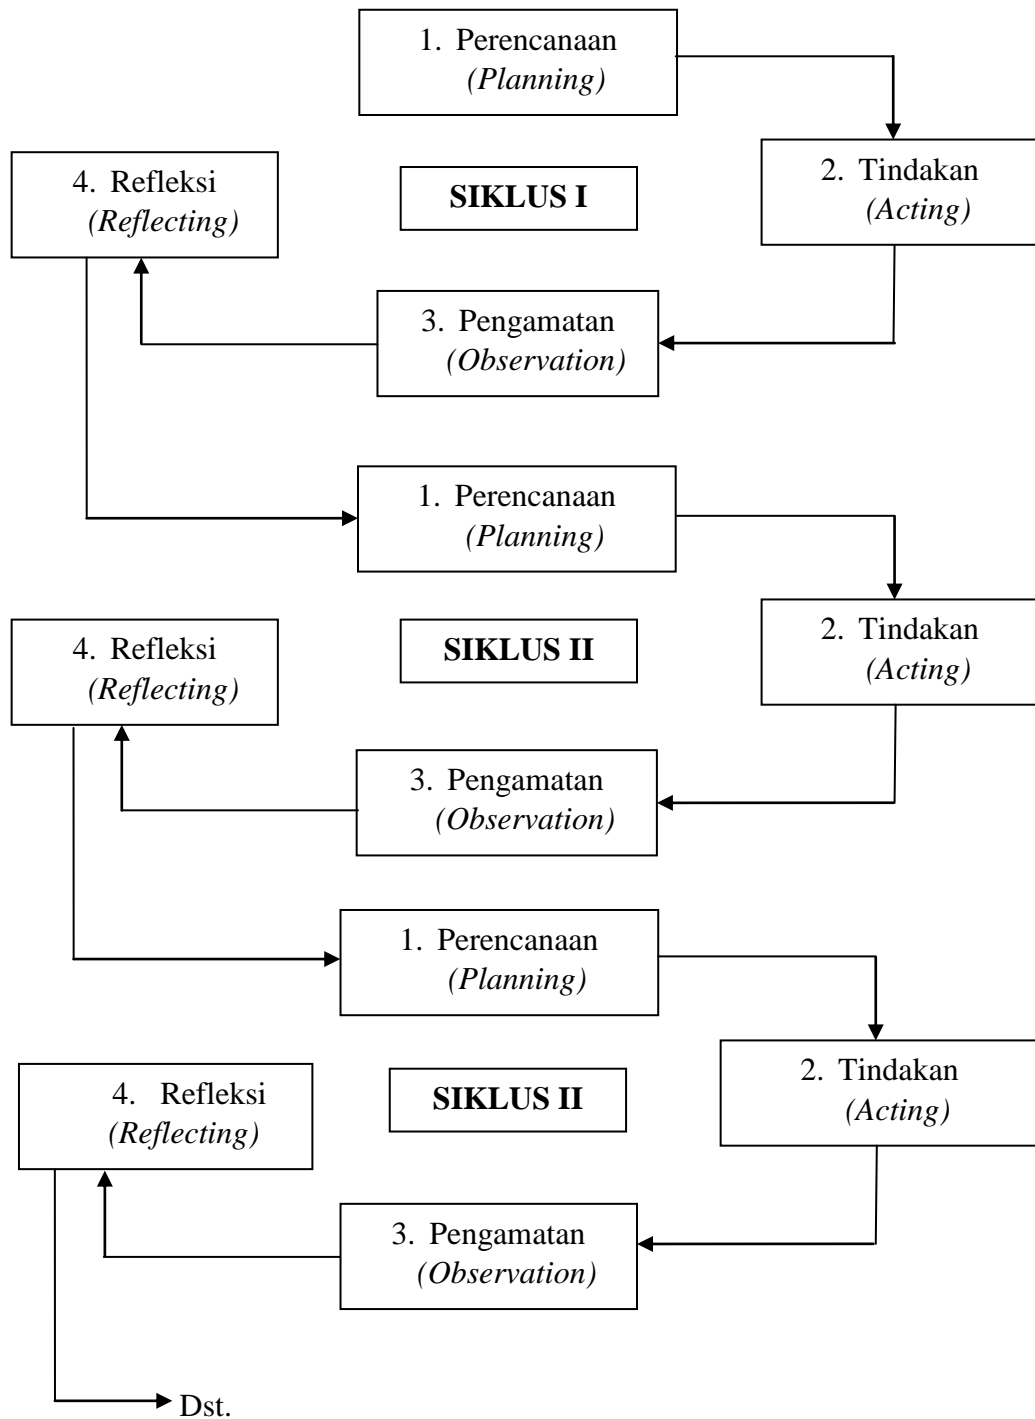 1. Perencanaan
(Planning)
2. Tindakan
(Acting)
4. Refleksi
(Reflecting)
SIKLUS I
3. Pengamatan
(Observation)
1. Perencanaan
(Planning)
2. Tindakan
(Acting)
4. Refleksi
(Reflecting)
SIKLUS II
3. Pengamatan
(Observation)
1. Perencanaan
(Planning)
2. Tindakan
(Acting)
4. Refleksi
(Reflecting)
SIKLUS II
3. Pengamatan
(Observation)
Dst.